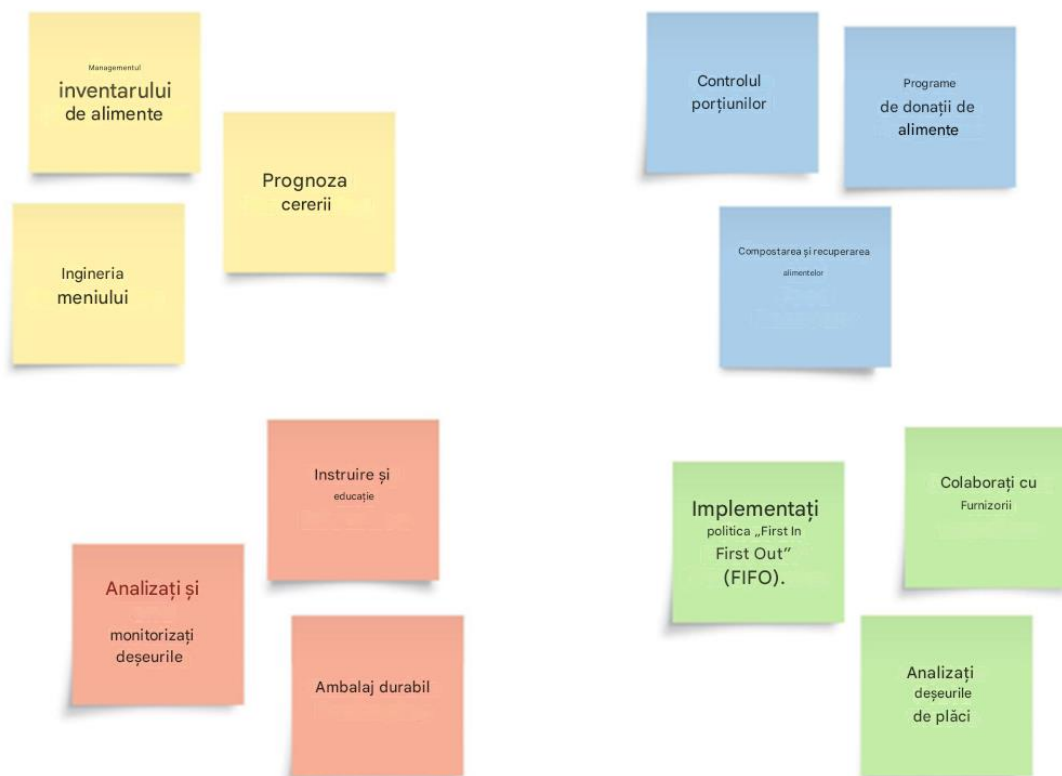 Managementul
inventarului
de alimente
Prognoza
cererii
Ingineria
meniului
Controlul
porțiunilor
Programe
de donații de
alimente
Compostarea și recuperarea
alimentelor
Instruire și
educație
Analizați și
monitorizați
deșeurile
Ambalaj durabil
Implementați
politica „First In
First Out”
(FIFO).
Colaborați cu
Furnizorii
Analizați
deșeurile
de plăci